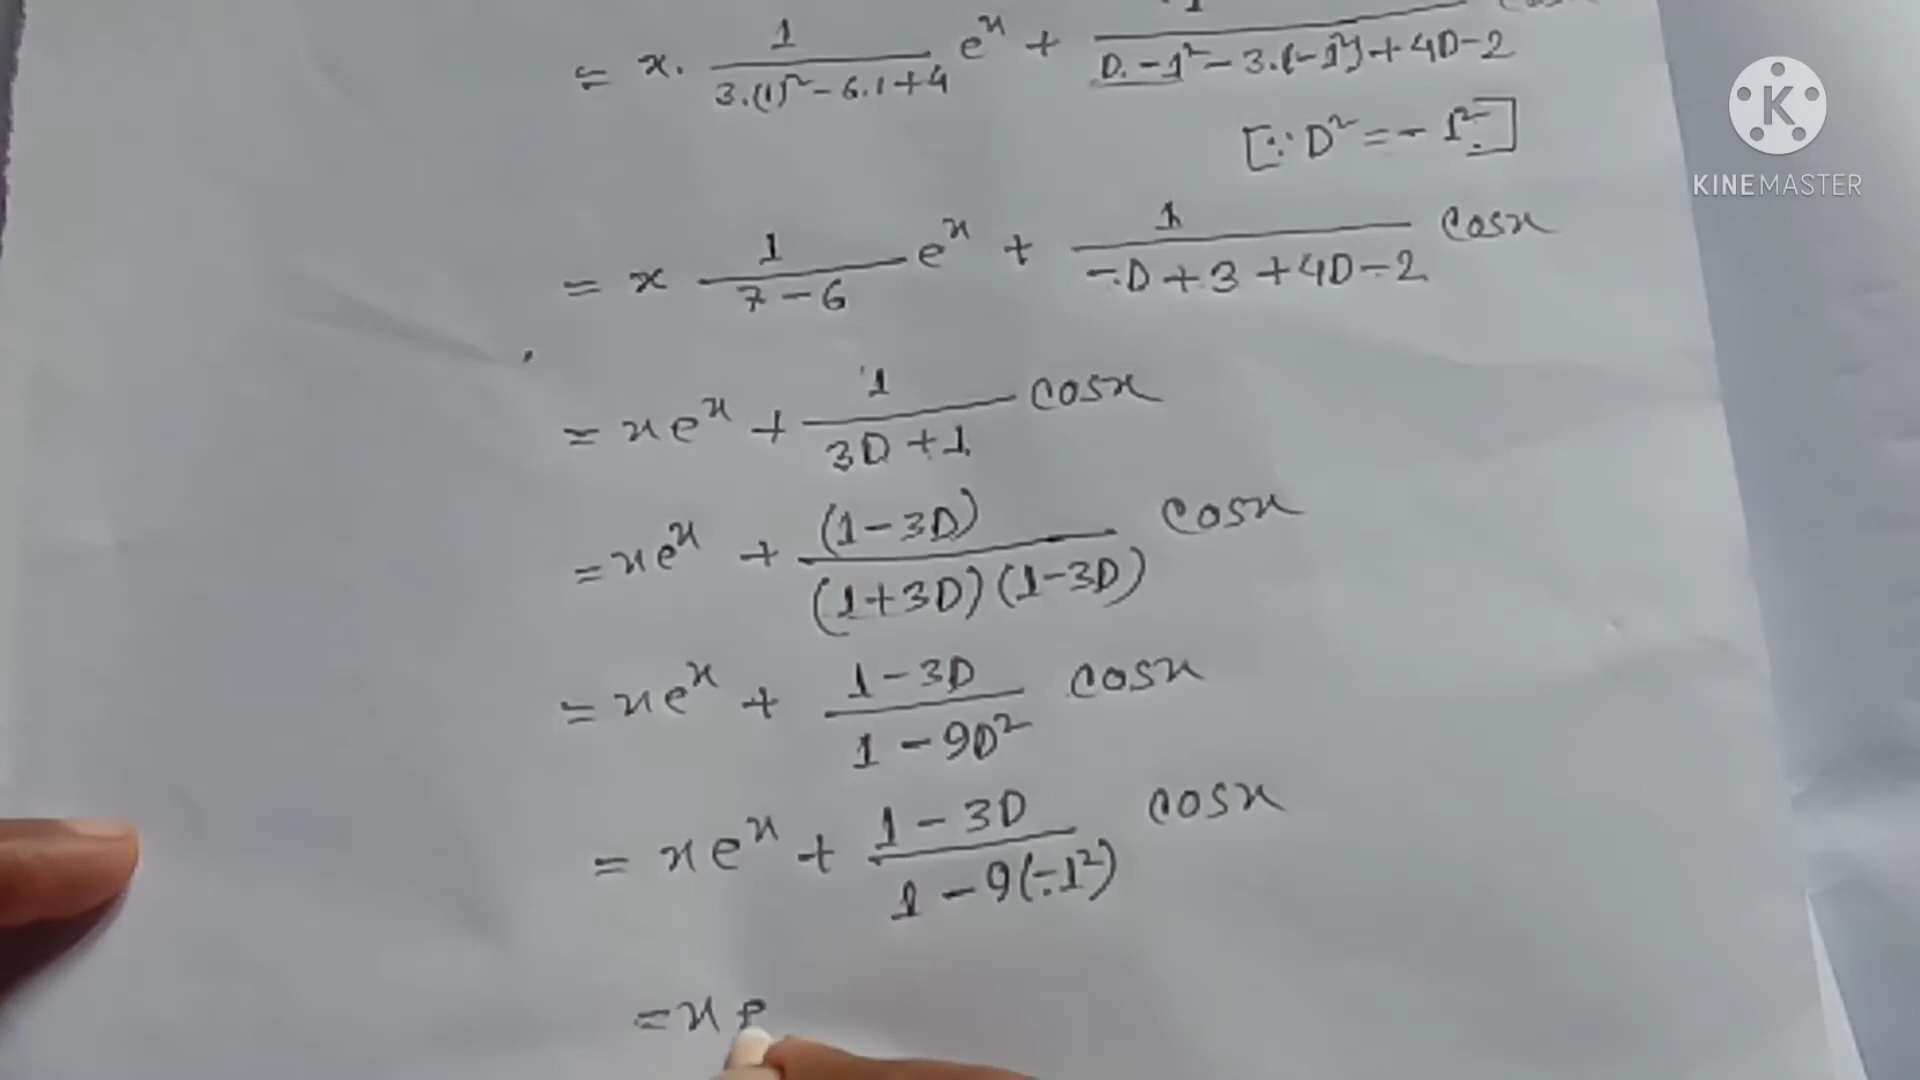 = x. 1/(3.(1)² - 6.1 + 4) eˣ + 1/(D.-1² - 3.(-1²) + 4D - 2)
[∵ D² = -1²]
K
KINEMASTER
= x 1/(7 - 6) eˣ + 1/(-D + 3 + 4D - 2) cosx
= xeˣ + 1/(3D + 1) cosx
= xeˣ + (1 - 3D)/((1 + 3D)(1 - 3D)) cosx
= xeˣ + (1 - 3D)/(1 - 9D²) cosx
= xeˣ + (1 - 3D)/(1 - 9(-1²)) cosx
= x e